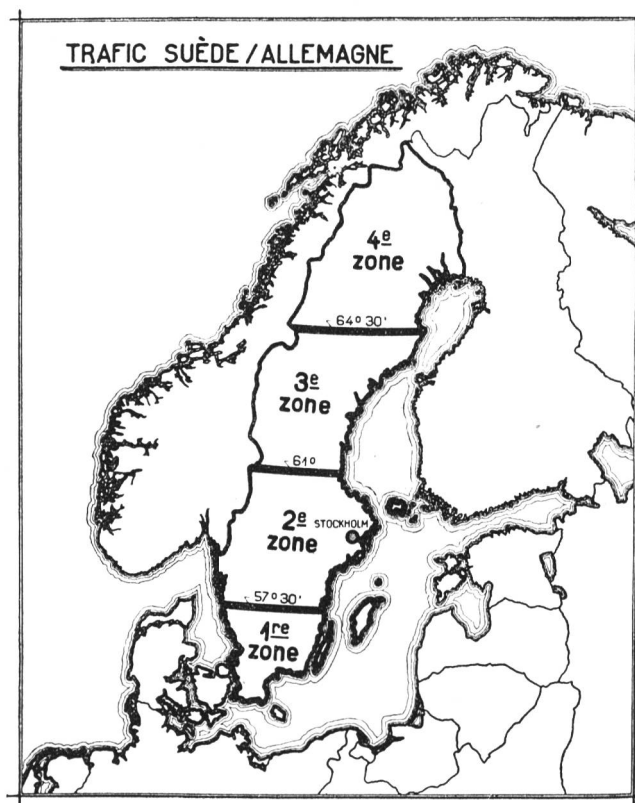 TRAFIC SUÈDE / ALLEMAGNE
4e
zone
64° 30'
3e
zone
61°
2e
zone
STOCKHOLM
57° 30'
1re
zone